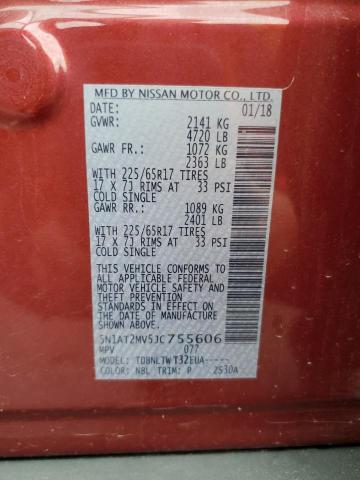 MFD BY NISSAN MOTOR CO., LTD.
DATE: 01/18
GVWR: 2141 KG
4720 LB
GAWR FR.: 1072 KG
2363 LB
WITH 225/65R17 TIRES
17 X 7J RIMS AT 33 PSI
COLD SINGLE
GAWR RR.: 1089 KG
2401 LB
WITH 225/65R17 TIRES
17 X 7J RIMS AT 33 PSI
COLD SINGLE
THIS VEHICLE CONFORMS TO
ALL APPLICABLE FEDERAL
MOTOR VEHICLE SAFETY AND
THEFT PREVENTION
STANDARDS IN EFFECT ON
THE DATE OF MANUFACTURE
SHOWN ABOVE.
5N1AT2MV5JC755606
MPV 077
MODEL: TDBNLTW T32EUA-----
COLOR: NBL TRIM: P 2530A